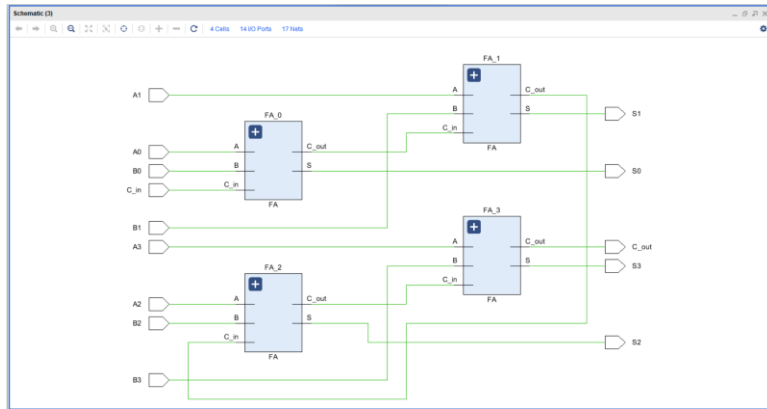 Schematic (3)
4 Cells 14 I/O Ports 17 Nets
FA_1
A1 A C_out
B S S1
FA_0 C_in
FA
A0 A C_out
B0 B S S0
C_in C_in
FA
B1
FA_3
A3 A C_out C_out
B S S3
FA_2 C_in
FA
A2 A C_out
B2 B S
C_in S2
FA
B3